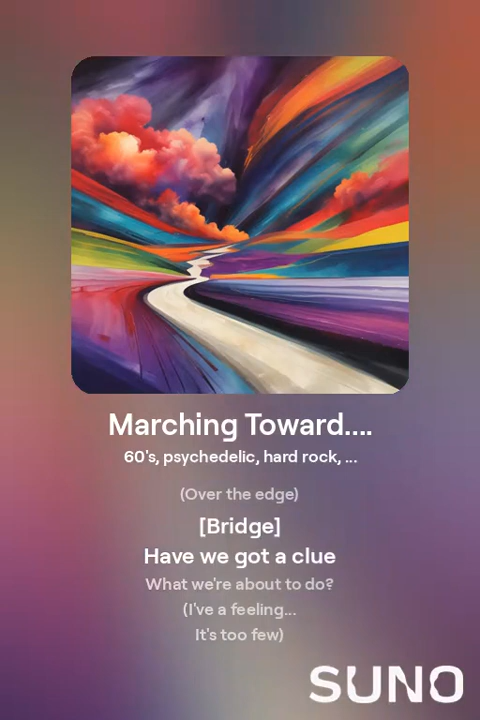 Marching Toward....
60's, psychedelic, hard rock, ...
(Over the edge)
[Bridge]
Have we got a clue
What we're about to do?
(I've a feeling...
It's too few)
SUNO